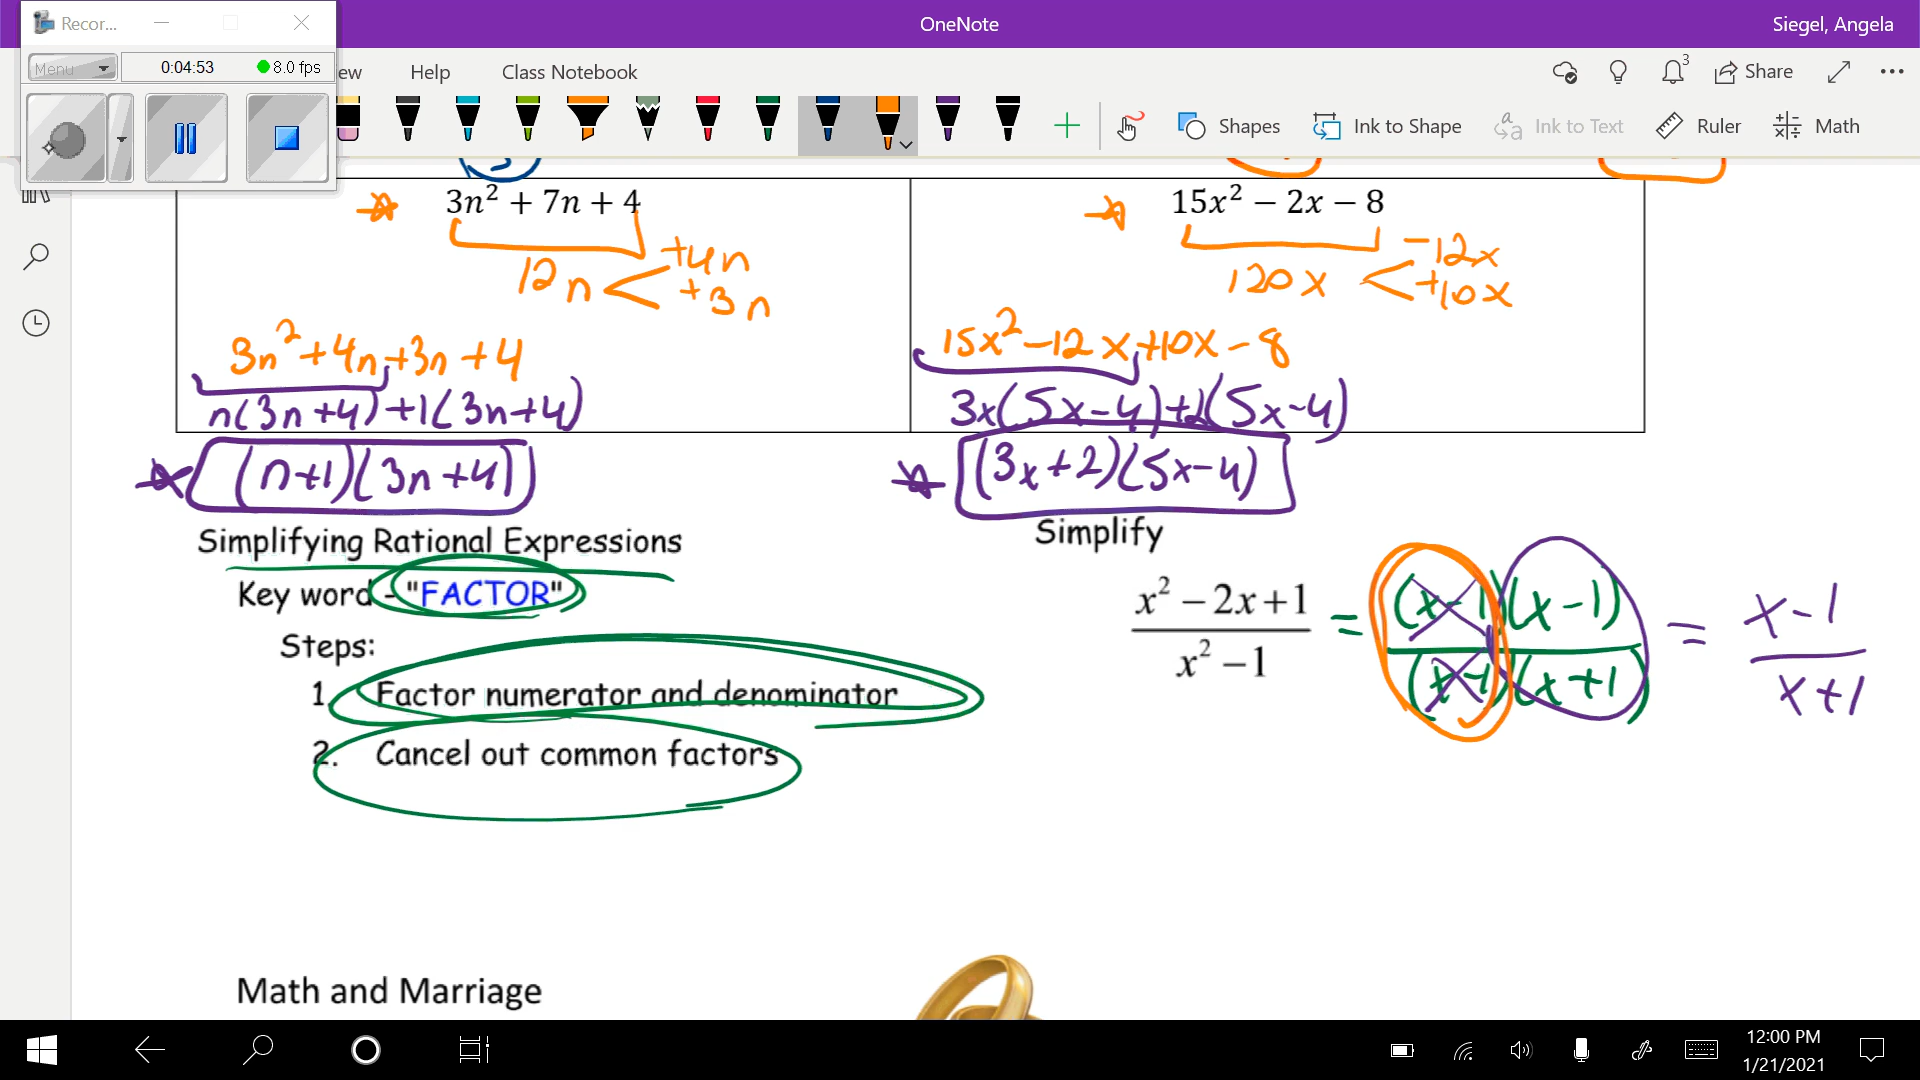 Recor...
OneNote
Siegel, Angela
Menu
0:04:53
8.0 fps
ew
Help
Class Notebook
3
Share
Shapes
Ink to Shape
Ink to Text
Ruler
Math
3n² + 7n + 4
15x² − 2x − 8
12n < +4n +3n
120x < −12x +10x
3n² + 4n + 3n + 4
15x² − 12x + 10x − 8
n(3n+4) + 1(3n+4)
3x(5x−4)+2(5x−4)
(n+1)(3n+4)
(3x+2)(5x−4)
Simplifying Rational Expressions
Key word - "FACTOR"
Steps:
1. Factor numerator and denominator
2. Cancel out common factors
Simplify
x² − 2x + 1 / x² − 1 = (x−1)(x−1) / (x−1)(x+1) = x−1 / x+1
Math and Marriage
12:00 PM
1/21/2021